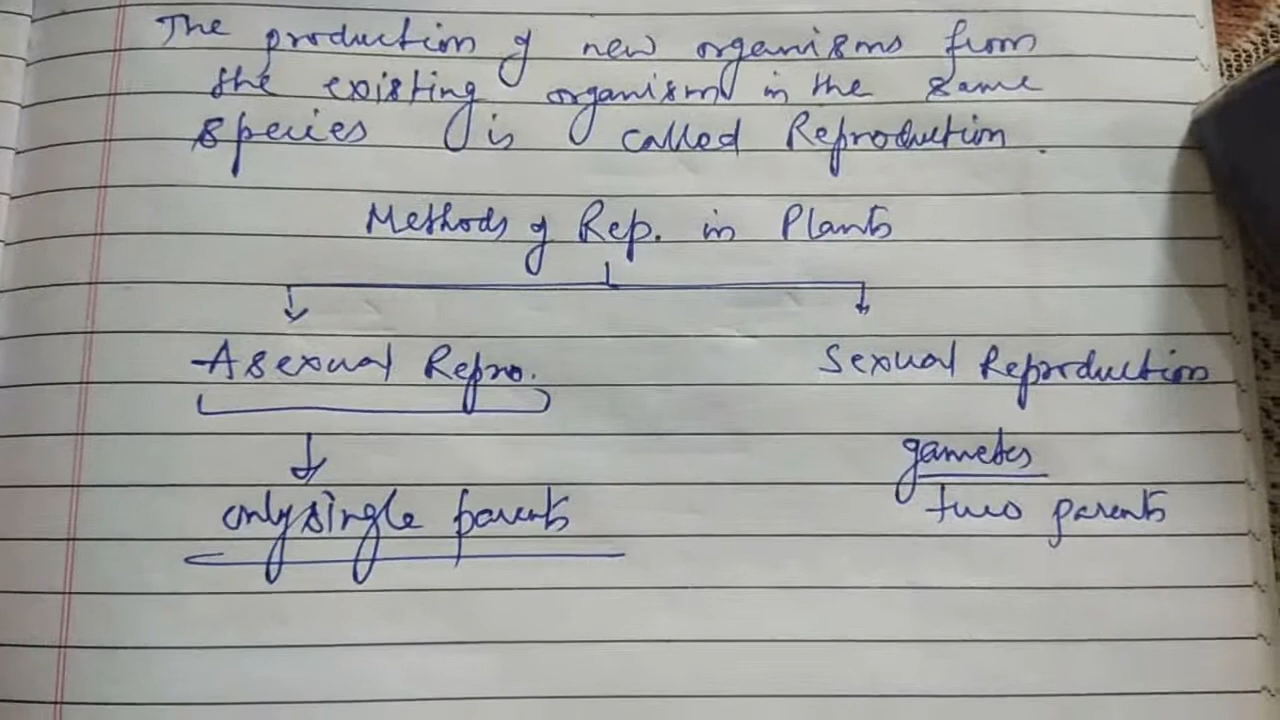 The production of new organisms from
the existing organism in the same
species is called Reproduction.
Methods of Rep. in Plants
Asexual Repro.
Sexual Reproduction
gametes
only single parents
two parents